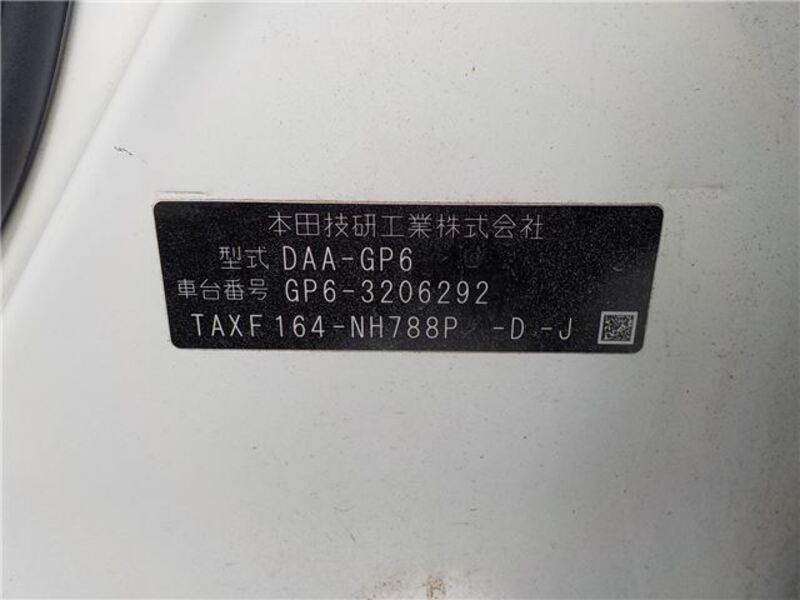 本田技研工業株式会社
型式 DAA-GP6
車台番号 GP6-3206292
TAXF164-NH788P -D -J